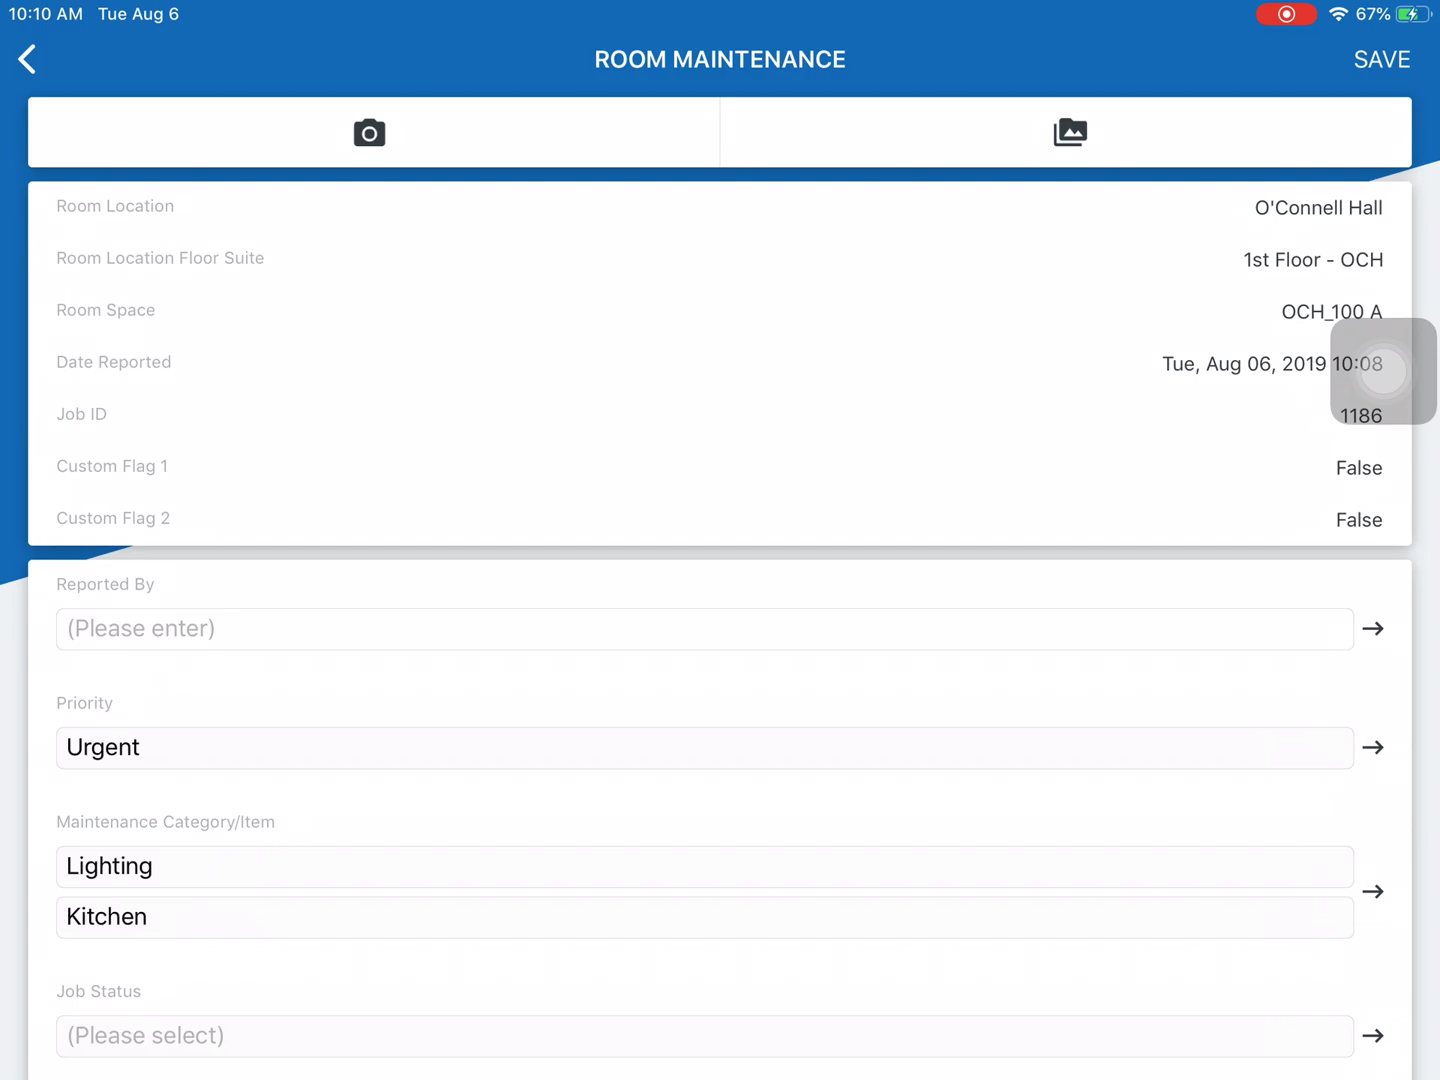 10:10 AM Tue Aug 6 67%
ROOM MAINTENANCE SAVE
Room Location O'Connell Hall
Room Location Floor Suite 1st Floor - OCH
Room Space OCH_100 A
Date Reported Tue, Aug 06, 2019 10:08
Job ID 1186
Custom Flag 1 False
Custom Flag 2 False
Reported By
(Please enter)
Priority
Urgent
Maintenance Category/Item
Lighting
Kitchen
Job Status
(Please select)